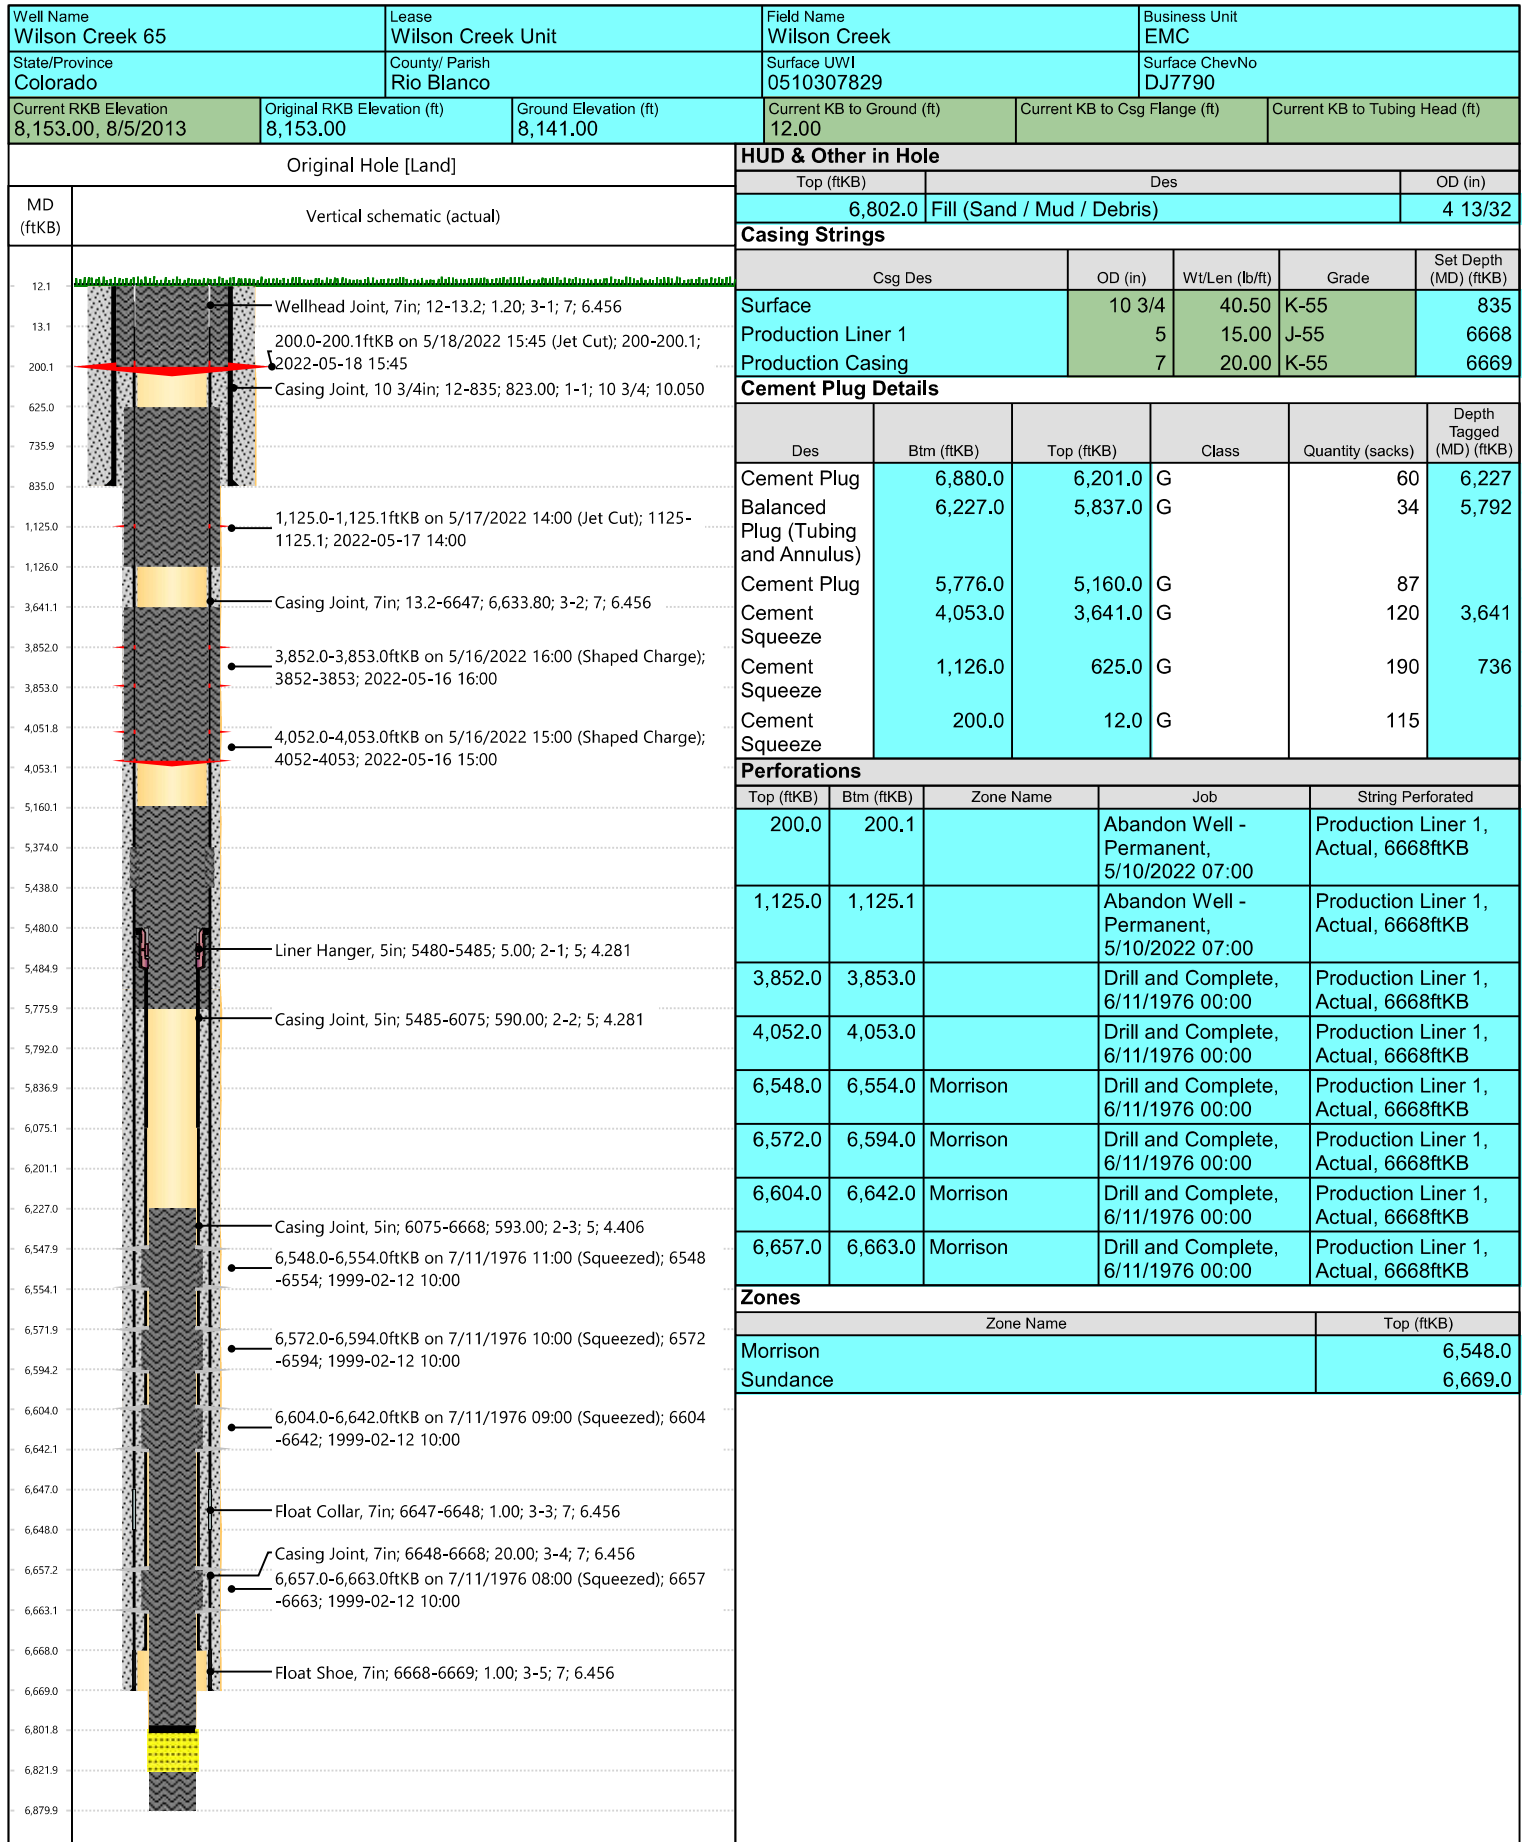 Well Name
Wilson Creek 65
Lease
Wilson Creek Unit
Field Name
Wilson Creek
Business Unit
EMC
State/Province
Colorado
County/ Parish
Rio Blanco
Surface UWI
0510307829
Surface ChevNo
DJ7790
Current RKB Elevation
8,153.00, 8/5/2013
Original RKB Elevation (ft)
8,153.00
Ground Elevation (ft)
8,141.00
Current KB to Ground (ft)
12.00
Current KB to Csg Flange (ft)
Current KB to Tubing Head (ft)
Original Hole [Land]
MD
(ftKB)
Vertical schematic (actual)
12.1
13.1
200.1
625.0
735.9
835.0
1,125.0
1,126.0
3,641.1
3,852.0
3,853.0
4,051.8
4,053.1
5,160.1
5,374.0
5,438.0
5,480.0
5,484.9
5,775.9
5,792.0
5,836.9
6,075.1
6,201.1
6,227.0
6,547.9
6,554.1
6,571.9
6,594.2
6,604.0
6,642.1
6,647.0
6,648.0
6,657.2
6,663.1
6,668.0
6,669.0
6,801.8
6,821.9
6,879.9
Wellhead Joint, 7in; 12-13.2; 1.20; 3-1; 7; 6.456
200.0-200.1ftKB on 5/18/2022 15:45 (Jet Cut); 200-200.1;
2022-05-18 15:45
Casing Joint, 10 3/4in; 12-835; 823.00; 1-1; 10 3/4; 10.050
1,125.0-1,125.1ftKB on 5/17/2022 14:00 (Jet Cut); 1125-
1125.1; 2022-05-17 14:00
Casing Joint, 7in; 13.2-6647; 6,633.80; 3-2; 7; 6.456
3,852.0-3,853.0ftKB on 5/16/2022 16:00 (Shaped Charge);
3852-3853; 2022-05-16 16:00
4,052.0-4,053.0ftKB on 5/16/2022 15:00 (Shaped Charge);
4052-4053; 2022-05-16 15:00
Liner Hanger, 5in; 5480-5485; 5.00; 2-1; 5; 4.281
Casing Joint, 5in; 5485-6075; 590.00; 2-2; 5; 4.281
Casing Joint, 5in; 6075-6668; 593.00; 2-3; 5; 4.406
6,548.0-6,554.0ftKB on 7/11/1976 11:00 (Squeezed); 6548
-6554; 1999-02-12 10:00
6,572.0-6,594.0ftKB on 7/11/1976 10:00 (Squeezed); 6572
-6594; 1999-02-12 10:00
6,604.0-6,642.0ftKB on 7/11/1976 09:00 (Squeezed); 6604
-6642; 1999-02-12 10:00
Float Collar, 7in; 6647-6648; 1.00; 3-3; 7; 6.456
Casing Joint, 7in; 6648-6668; 20.00; 3-4; 7; 6.456
6,657.0-6,663.0ftKB on 7/11/1976 08:00 (Squeezed); 6657
-6663; 1999-02-12 10:00
Float Shoe, 7in; 6668-6669; 1.00; 3-5; 7; 6.456
HUD & Other in Hole
Top (ftKB) Des OD (in)
6,802.0 Fill (Sand / Mud / Debris) 4 13/32
Casing Strings
Csg Des OD (in) Wt/Len (lb/ft) Grade Set Depth
(MD) (ftKB)
Surface 10 3/4 40.50 K-55 835
Production Liner 1 5 15.00 J-55 6668
Production Casing 7 20.00 K-55 6669
Cement Plug Details
Des Btm (ftKB) Top (ftKB) Class Quantity (sacks) Depth
Tagged
(MD) (ftKB)
Cement Plug 6,880.0 6,201.0 G 60 6,227
Balanced 6,227.0 5,837.0 G 34 5,792
Plug (Tubing
and Annulus)
Cement Plug 5,776.0 5,160.0 G 87
Cement 4,053.0 3,641.0 G 120 3,641
Squeeze
Cement 1,126.0 625.0 G 190 736
Squeeze
Cement 200.0 12.0 G 115
Squeeze
Perforations
Top (ftKB) Btm (ftKB) Zone Name Job String Perforated
200.0 200.1 Abandon Well - Production Liner 1,
Permanent, Actual, 6668ftKB
5/10/2022 07:00
1,125.0 1,125.1 Abandon Well - Production Liner 1,
Permanent, Actual, 6668ftKB
5/10/2022 07:00
3,852.0 3,853.0 Drill and Complete, Production Liner 1,
6/11/1976 00:00 Actual, 6668ftKB
4,052.0 4,053.0 Drill and Complete, Production Liner 1,
6/11/1976 00:00 Actual, 6668ftKB
6,548.0 6,554.0 Morrison Drill and Complete, Production Liner 1,
6/11/1976 00:00 Actual, 6668ftKB
6,572.0 6,594.0 Morrison Drill and Complete, Production Liner 1,
6/11/1976 00:00 Actual, 6668ftKB
6,604.0 6,642.0 Morrison Drill and Complete, Production Liner 1,
6/11/1976 00:00 Actual, 6668ftKB
6,657.0 6,663.0 Morrison Drill and Complete, Production Liner 1,
6/11/1976 00:00 Actual, 6668ftKB
Zones
Zone Name Top (ftKB)
Morrison 6,548.0
Sundance 6,669.0